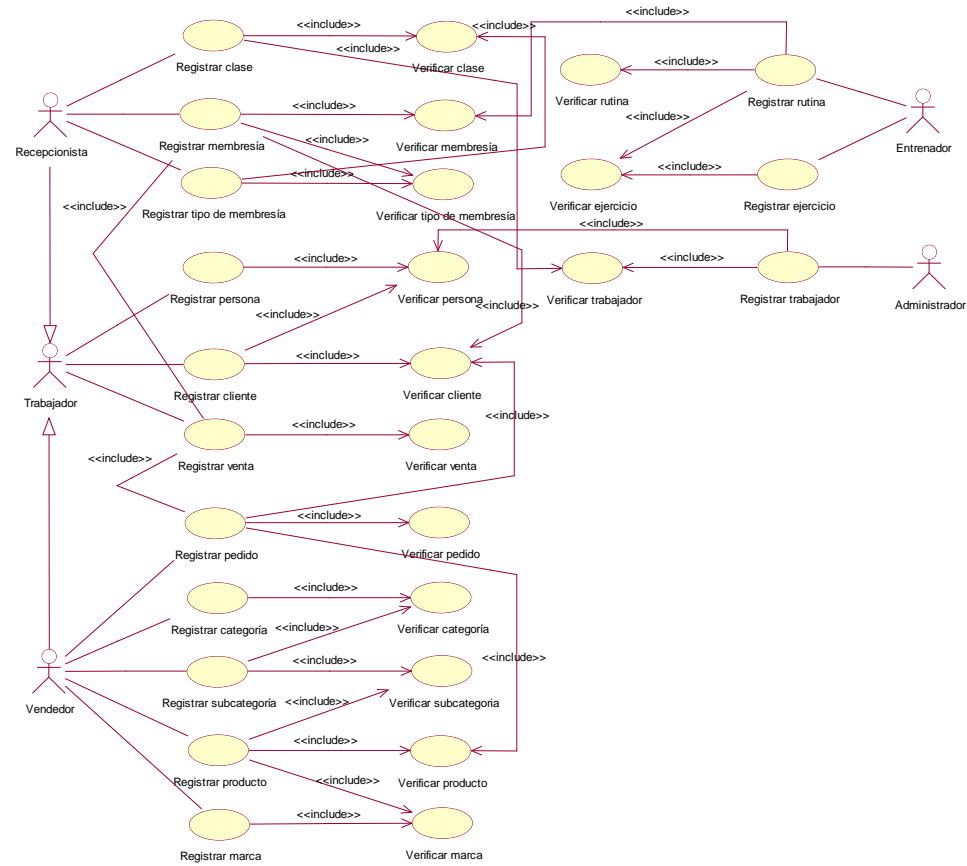 <<include>>
<<include>>
<<include>>
Registrar clase
Verificar clase
<<include>>
Verificar rutina
Registrar rutina
<<include>>
<<include>>
Recepcionista
Registrar membresía
Verificar membresía
Entrenador
<<include>>
<<include>>
<<include>>
Registrar tipo de membresía
Verificar tipo de membresía
Verificar ejercicio
Registrar ejercicio
<<include>>
<<include>>
<<include>>
<<include>>
Registrar persona
Verificar persona
Verificar trabajador
Registrar trabajador
Administrador
<<include>>
<<include>>
<<include>>
Trabajador
Registrar cliente
Verificar cliente
<<include>>
<<include>>
<<include>>
Registrar venta
Verificar venta
<<include>>
Registrar pedido
Verificar pedido
<<include>>
<<include>>
Registrar categoría
Verificar categoría
<<include>>
<<include>>
Vendedor
Registrar subcategoría
Verificar subcategoria
<<include>>
<<include>>
Registrar producto
Verificar producto
<<include>>
<<include>>
Registrar marca
Verificar marca